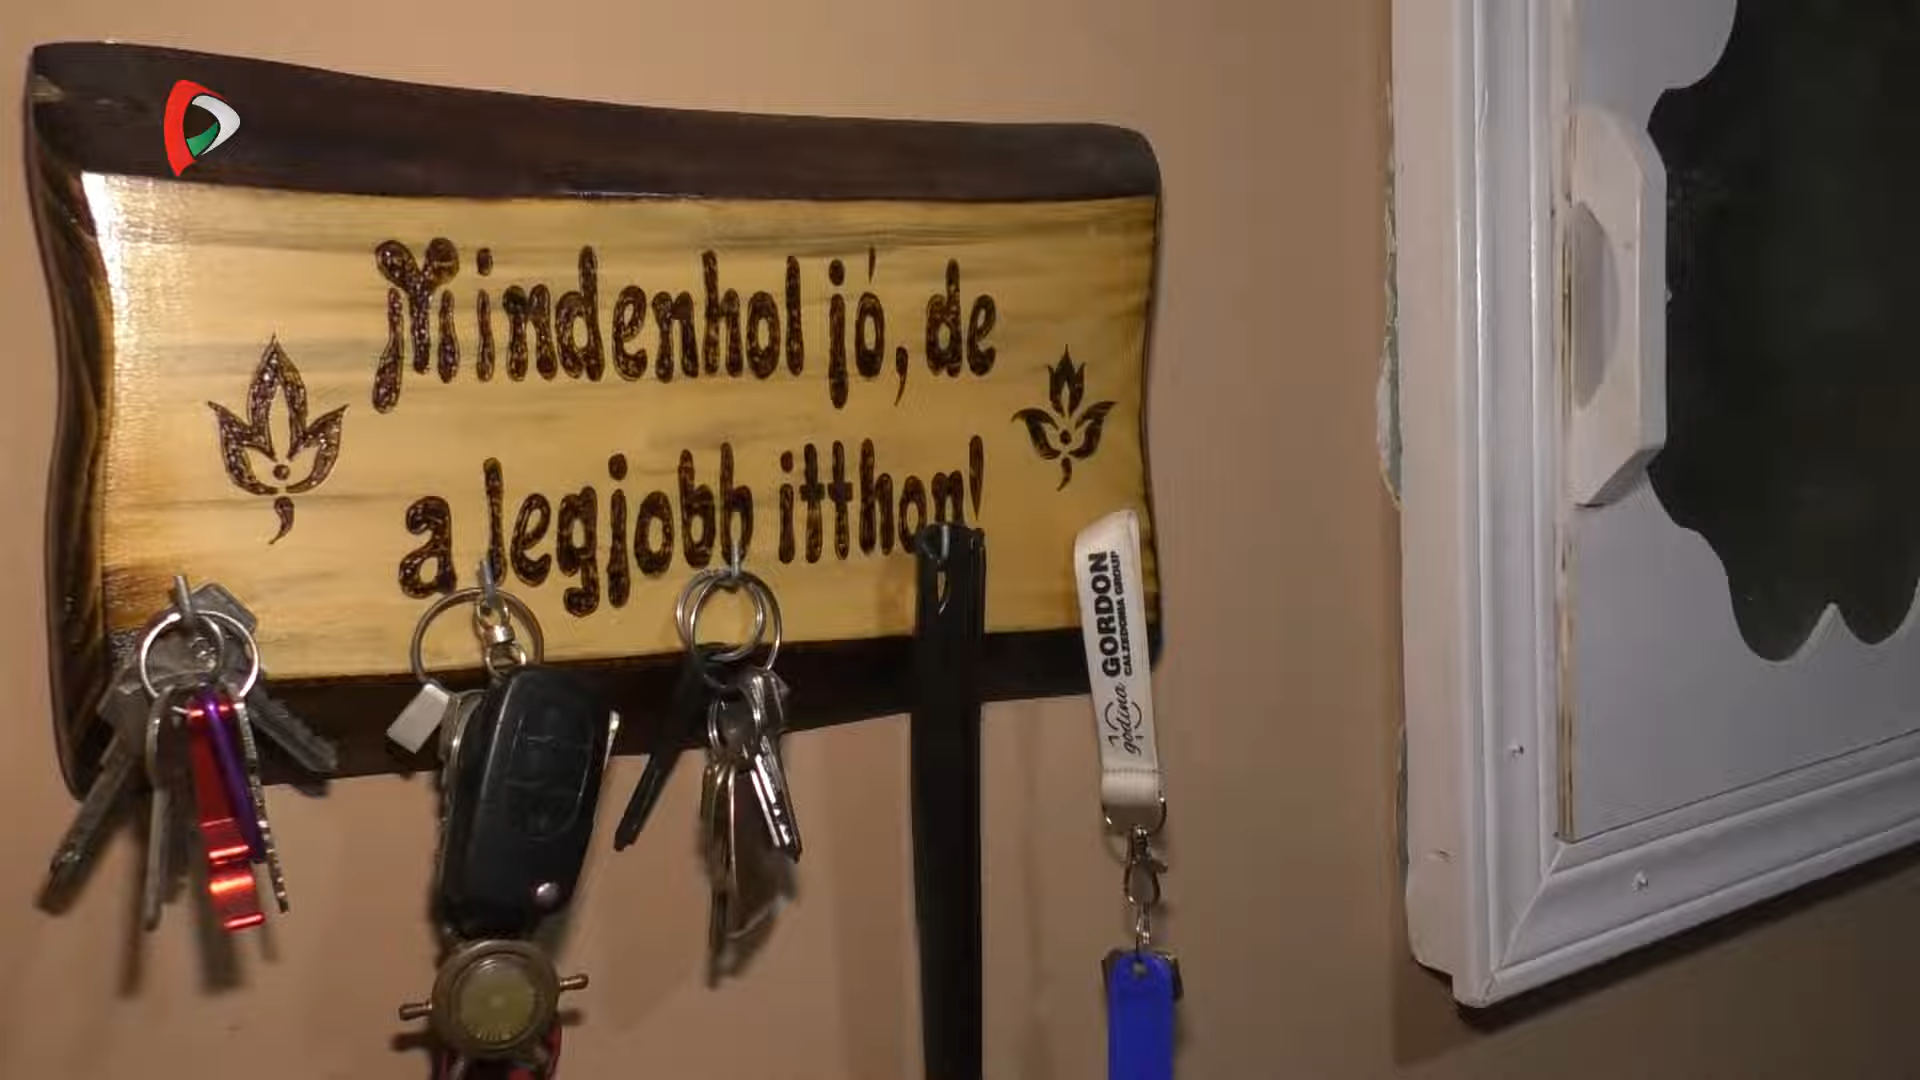 Mindenhol jó, de
a legjobb itthon!
GORDON
CALZEDONIA GROUP
godina